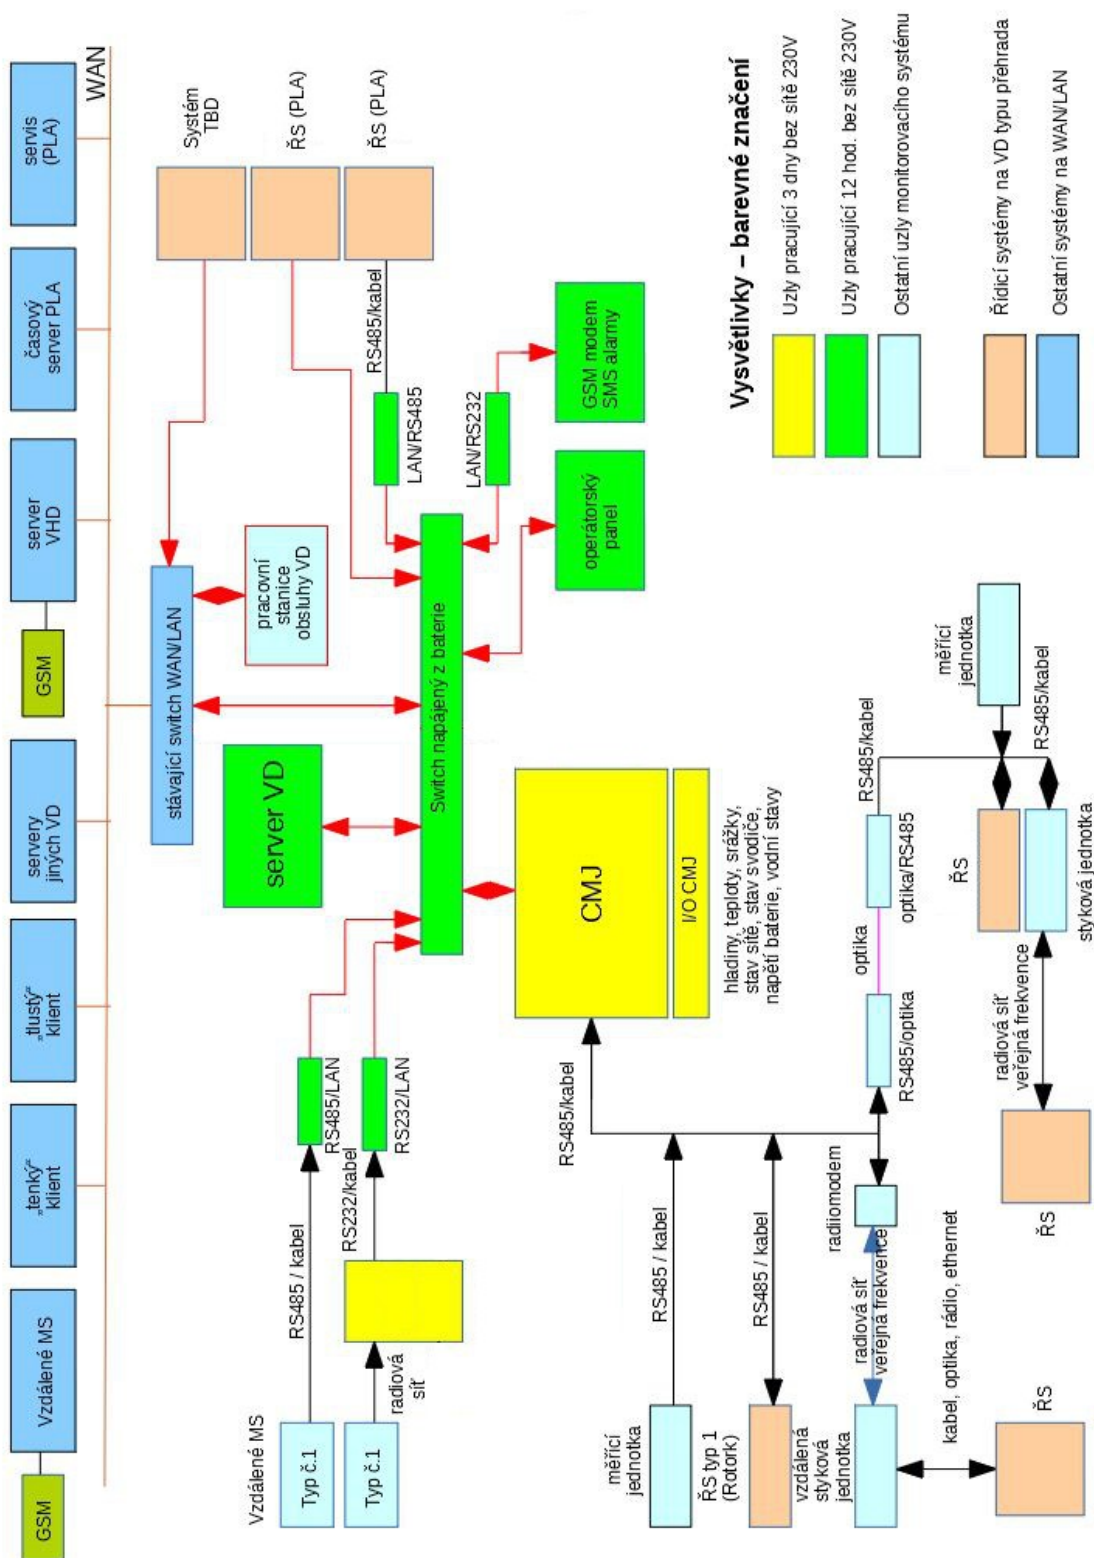 GSM
Vzdálené MS
„tenký“
klient
„tlustý“
klient
servery
jiných VD
GSM
server
VHD
časový
server PLA
servis
(PLA)
WAN
stávající switch WAN/LAN
Systém
TBD
pracovní
stanice
obsluhy VD
server VD
ŘS (PLA)
ŘS (PLA)
Vzdálené MS
Typ č.1
Typ č.1
RS485 / kabel
RS485/LAN
radiová
síť
RS232/kabel
RS232/LAN
Switch napájený z baterie
RS485/kabel
LAN/RS485
LAN/RS232
GSM modem
SMS alarmy
operátorský
panel
CMJ
I/O CMJ
hladiny, teploty, srážky,
stav sítě, stav svodiče,
napětí baterie, vodní stavy
RS485/kabel
měřící
jednotka
RS485 / kabel
ŘS typ 1
(Rotork)
RS485 / kabel
vzdálená
styková
jednotka
radiová síť
veřejná frekvence
radiiomodem
RS485/optika
optika
optika/RS485
RS485/kabel
měřící
jednotka
RS485/kabel
kabel, optika, rádio, ethernet
ŘS
ŘS
radiová síť
veřejná frekvence
ŘS
styková jednotka
Vysvětlivky – barevné značení
Uzly pracující 3 dny bez sítě 230V
Uzly pracující 12 hod. bez sítě 230V
Ostatní uzly monitorovacího systému
Řídicí systémy na VD typu přehrada
Ostatní systémy na WAN/LAN